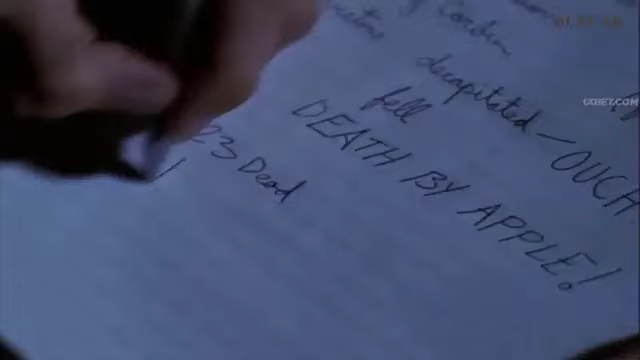 Corbin
decapitated — OUCH
fell
DEATH BY APPLE!
23 Dead
1XBET.COM